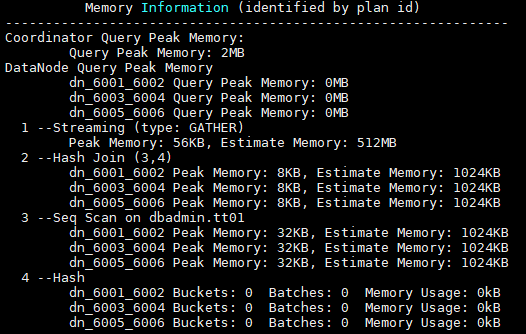 Memory Information (identified by plan id)
--------------------------------------------------------------
Coordinator Query Peak Memory:
Query Peak Memory: 2MB
DataNode Query Peak Memory
dn_6001_6002 Query Peak Memory: 0MB
dn_6003_6004 Query Peak Memory: 0MB
dn_6005_6006 Query Peak Memory: 0MB
1 --Streaming (type: GATHER)
Peak Memory: 56KB, Estimate Memory: 512MB
2 --Hash Join (3,4)
dn_6001_6002 Peak Memory: 8KB, Estimate Memory: 1024KB
dn_6003_6004 Peak Memory: 8KB, Estimate Memory: 1024KB
dn_6005_6006 Peak Memory: 8KB, Estimate Memory: 1024KB
3 --Seq Scan on dbadmin.tt01
dn_6001_6002 Peak Memory: 32KB, Estimate Memory: 1024KB
dn_6003_6004 Peak Memory: 32KB, Estimate Memory: 1024KB
dn_6005_6006 Peak Memory: 32KB, Estimate Memory: 1024KB
4 --Hash
dn_6001_6002 Buckets: 0  Batches: 0  Memory Usage: 0kB
dn_6003_6004 Buckets: 0  Batches: 0  Memory Usage: 0kB
dn_6005_6006 Buckets: 0  Batches: 0  Memory Usage: 0kB